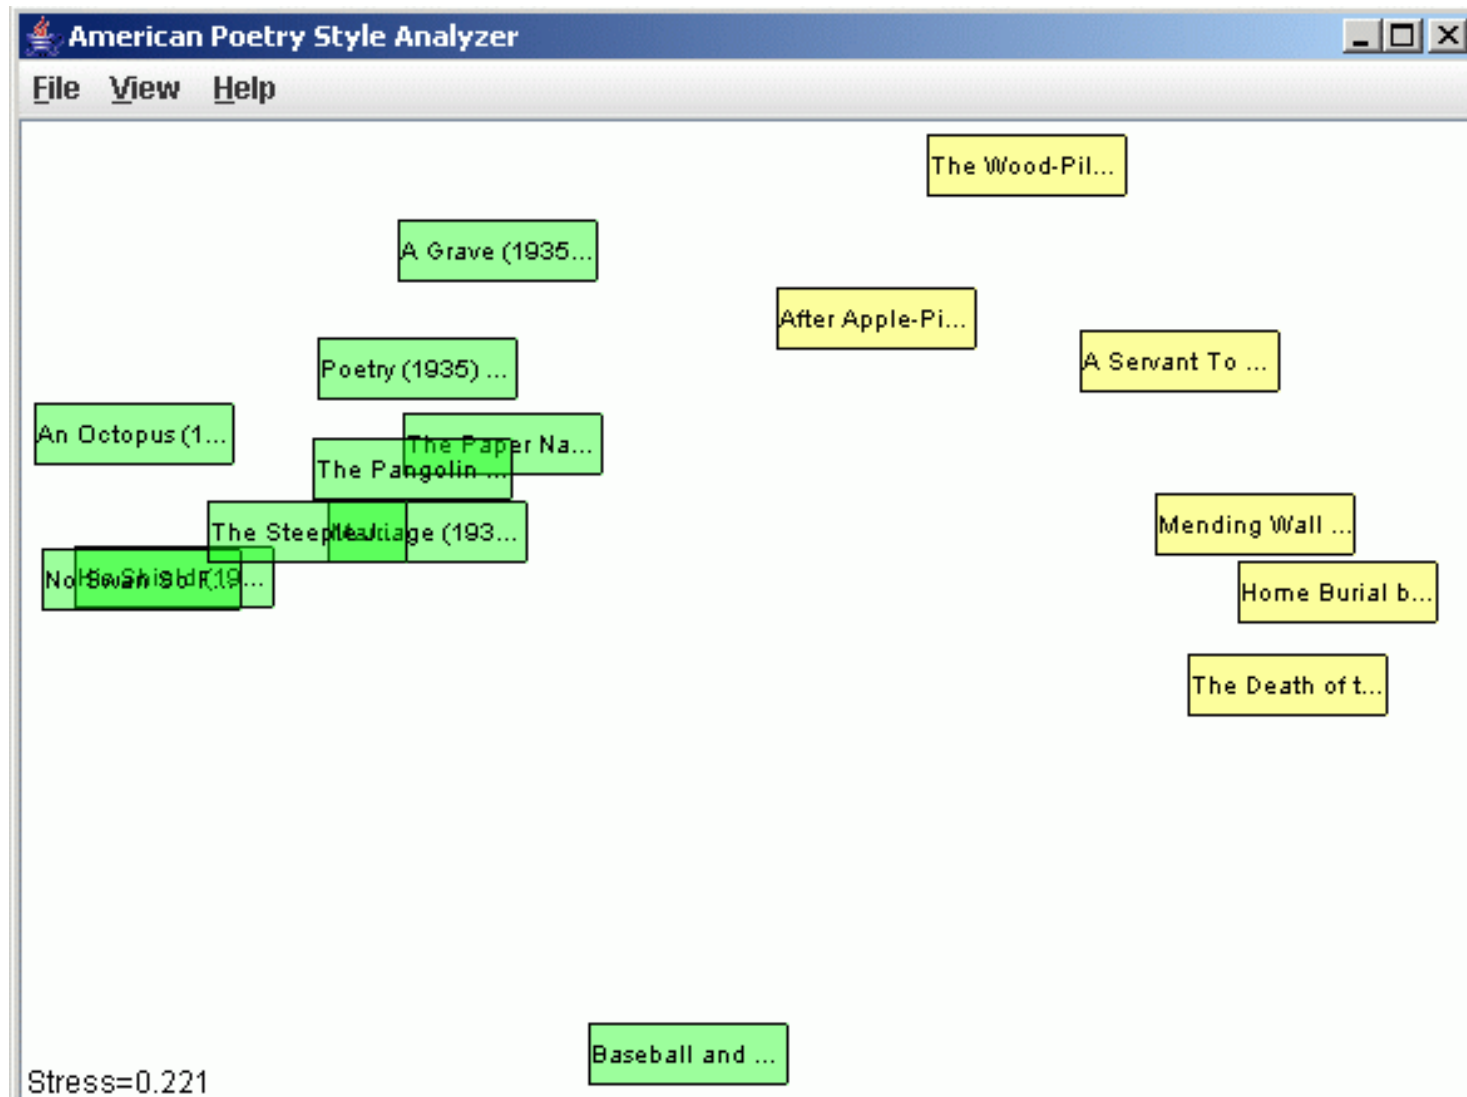 American Poetry Style Analyzer
File View Help
The Wood-Pil...
A Grave (1935...
After Apple-Pi...
A Servant To ...
Poetry (1935) ...
An Octopus (1...
The Paper Na...
The Pangolin ...
Mending Wall ...
The
age (193...
Home Burial b...
The Death of t...
Baseball and ...
Stress=0.221